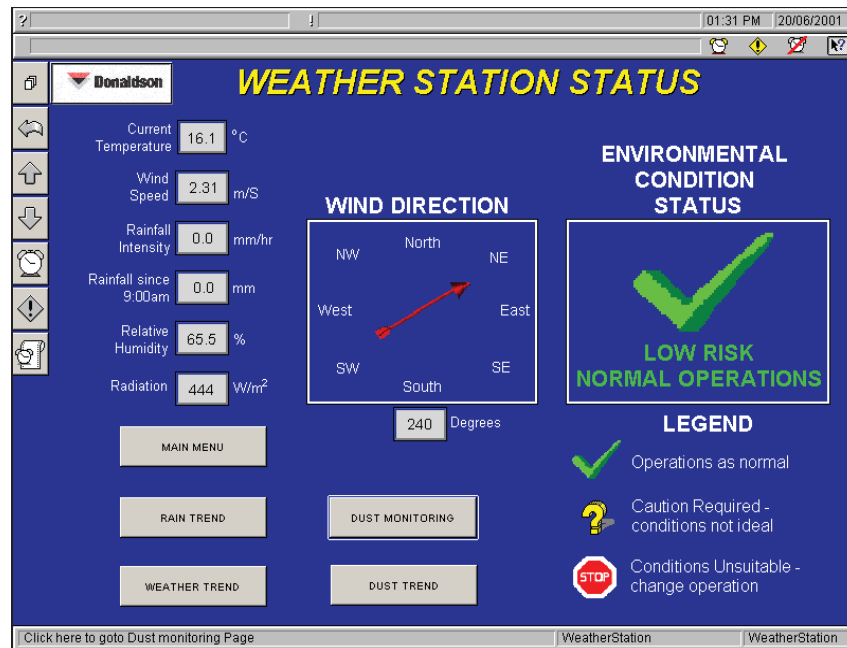 ?
!
01:31 PM
20/06/2001
?
Donaldson
WEATHER STATION STATUS
Current
Temperature
16.1
°C
Wind
Speed
2.31
m/S
Rainfall
Intensity
0.0
mm/hr
Rainfall since
9:00am
0.0
mm
Relative
Humidity
65.5
%
Radiation
444
W/m²
WIND DIRECTION
North
NW
NE
West
East
SW
SE
South
240
Degrees
ENVIRONMENTAL
CONDITION
STATUS
LOW RISK
NORMAL OPERATIONS
LEGEND
Operations as normal
Caution Required -
conditions not ideal
STOP
Conditions Unsuitable -
change operation
MAIN MENU
RAIN TREND
DUST MONITORING
WEATHER TREND
DUST TREND
Click here to goto Dust monitoring Page
WeatherStation
WeatherStation